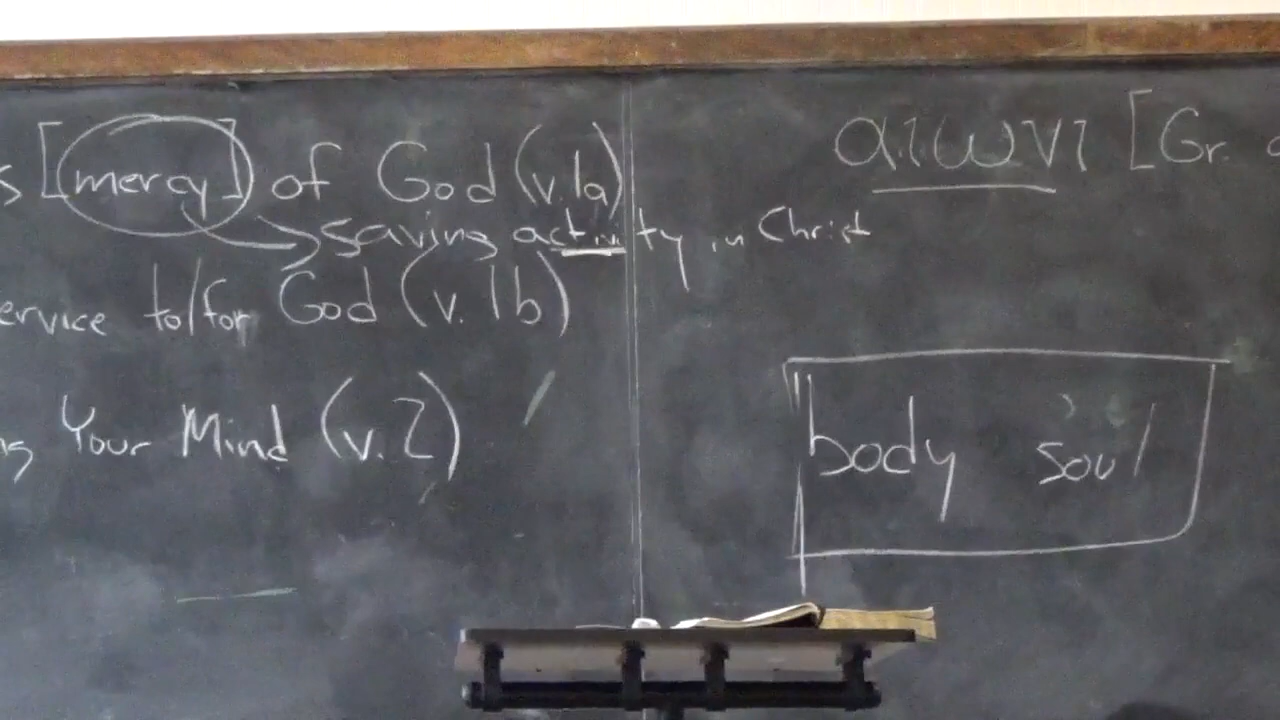 s [mercy] of God (v.1a)
saving activity in Christ
ervice to/for God (v.1b)
ng Your Mind (v.2)
αιωνι [Gr.
body soul